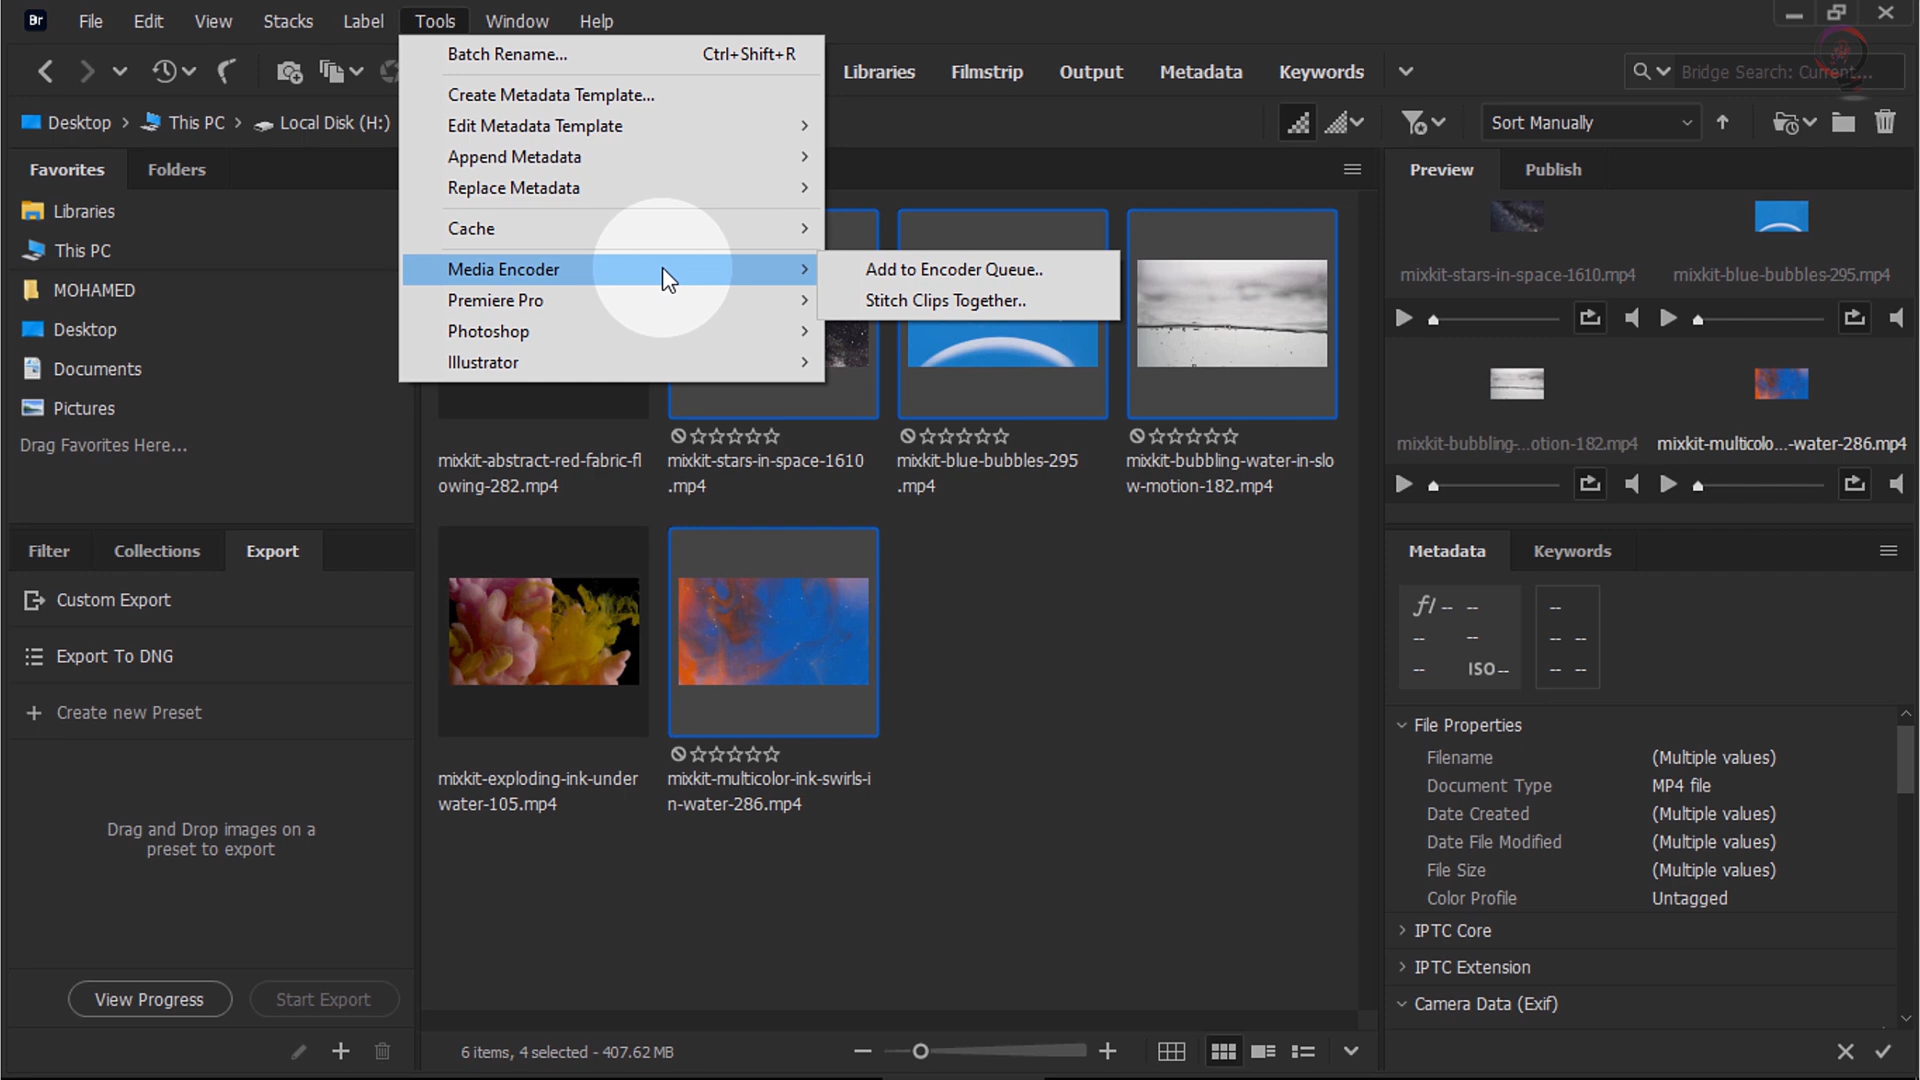 Br File Edit View Stacks Label Tools Window Help
Libraries Filmstrip Output Metadata Keywords
Bridge Search: Current...
Desktop > This PC > Local Disk (H:)
Sort Manually
Batch Rename... Ctrl+Shift+R
Create Metadata Template...
Edit Metadata Template
Append Metadata
Replace Metadata
Cache
Media Encoder
Premiere Pro
Photoshop
Illustrator
Add to Encoder Queue..
Stitch Clips Together..
Favorites Folders
Libraries
This PC
MOHAMED
Desktop
Documents
Pictures
Drag Favorites Here...
Filter Collections Export
Custom Export
Export To DNG
Create new Preset
Drag and Drop images on a
preset to export
View Progress Start Export
mixkit-abstract-red-fabric-fl
owing-282.mp4
mixkit-stars-in-space-1610
.mp4
mixkit-blue-bubbles-295
.mp4
mixkit-bubbling-water-in-slo
w-motion-182.mp4
mixkit-exploding-ink-under
water-105.mp4
mixkit-multicolor-ink-swirls-i
n-water-286.mp4
6 items, 4 selected - 407.62 MB
Preview Publish
mixkit-stars-in-space-1610.mp4 mixkit-blue-bubbles-295.mp4
mixkit-bubbling-...otion-182.mp4 mixkit-multicolo...-water-286.mp4
Metadata Keywords
f/ -- -- --
-- -- -- --
-- ISO -- -- --
File Properties
Filename (Multiple values)
Document Type MP4 file
Date Created (Multiple values)
Date File Modified (Multiple values)
File Size (Multiple values)
Color Profile Untagged
IPTC Core
IPTC Extension
Camera Data (Exif)